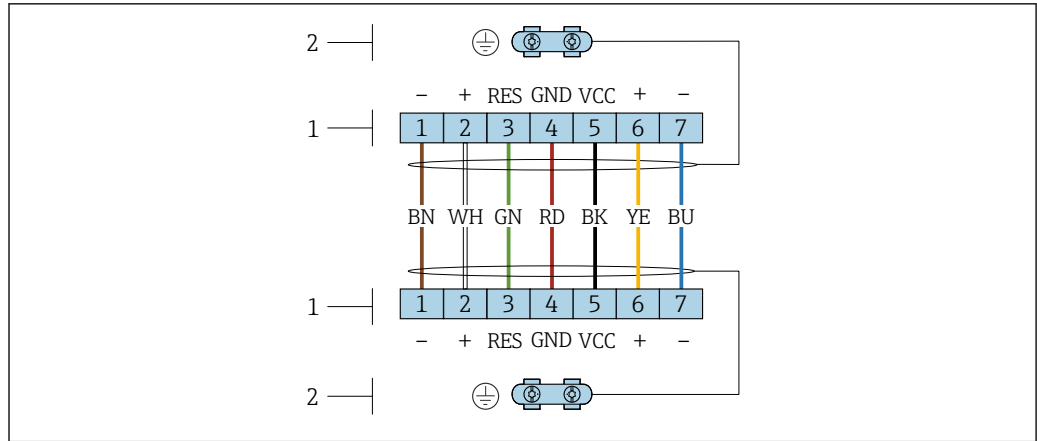 2
– + RES GND VCC + –
1 1 2 3 4 5 6 7
BN WH GN RD BK YE BU
1 1 2 3 4 5 6 7
– + RES GND VCC + –
2